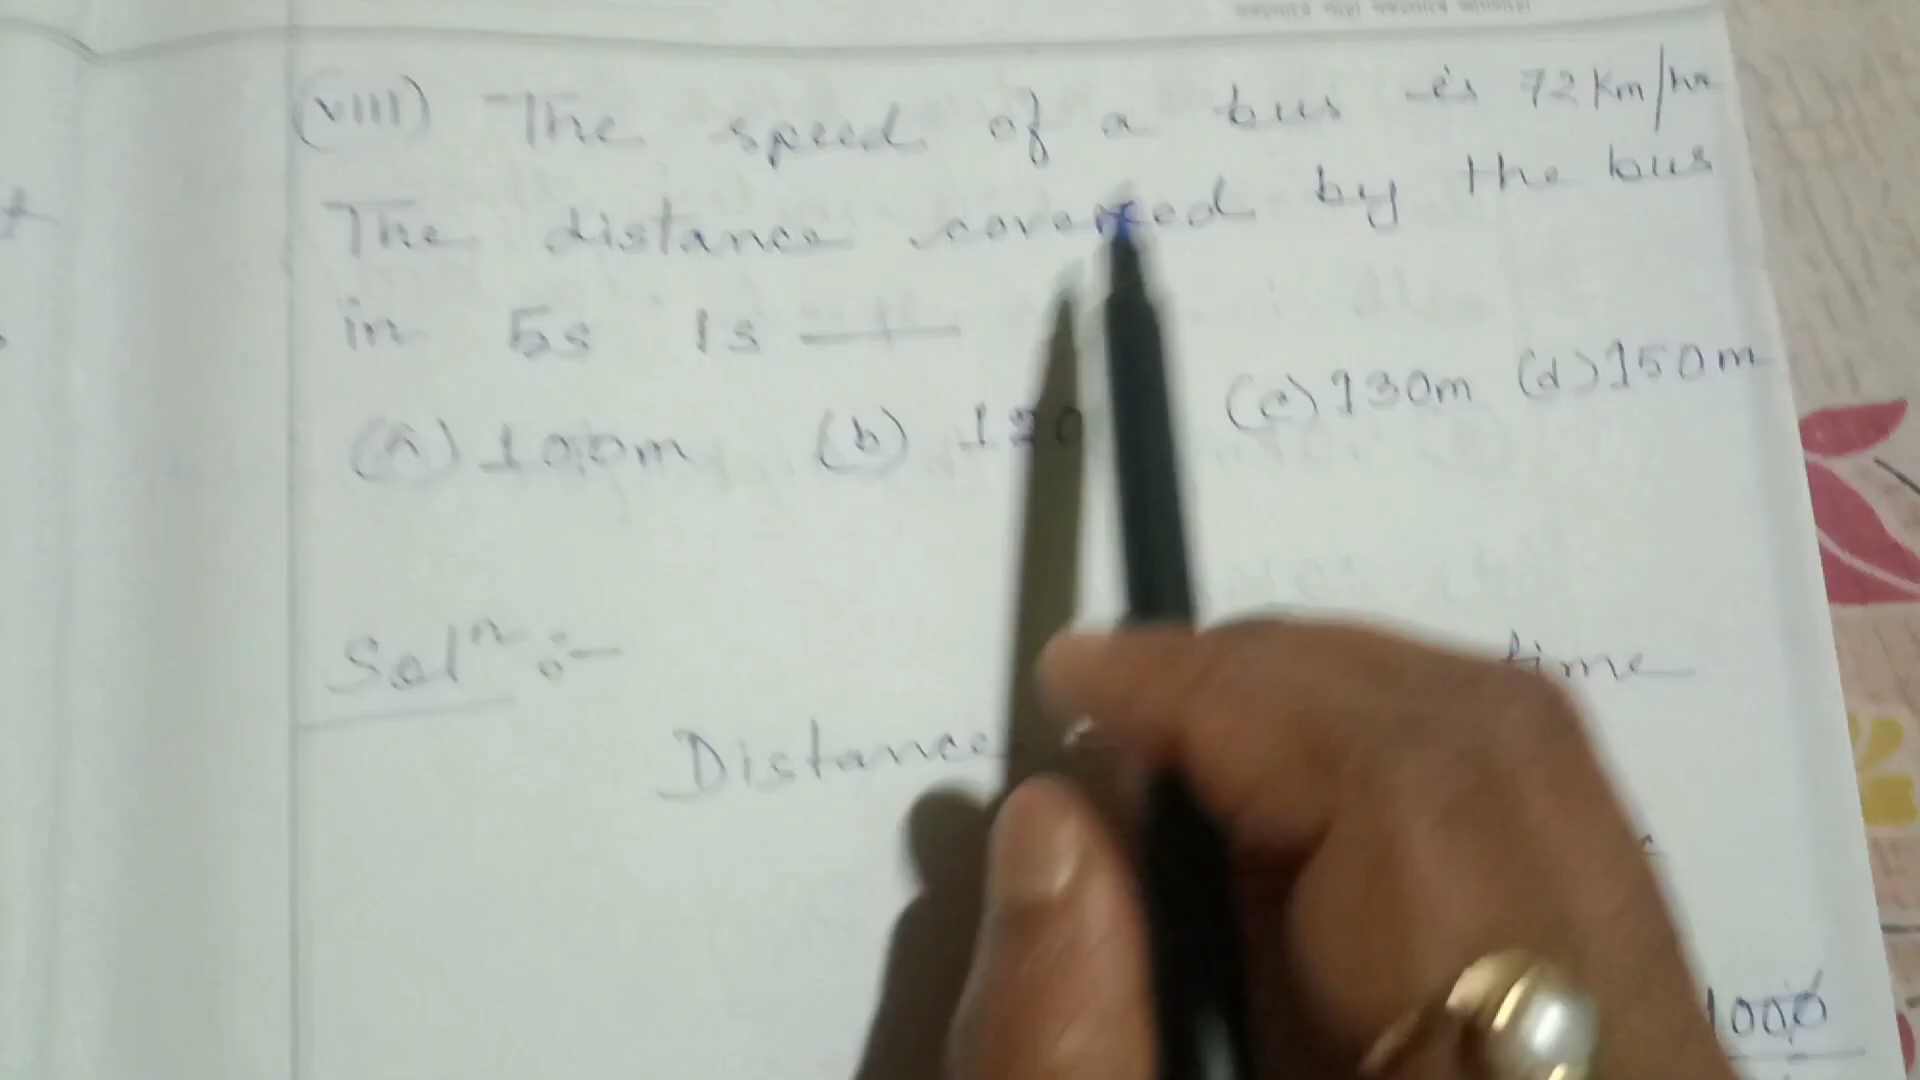 (viii) The speed of a bus is 72 km/hr
The distance covered by the bus
in 5s is
(a) 100m (b) 120 (c) 130m (d) 150m
Solⁿ :-
time
Distance
1000